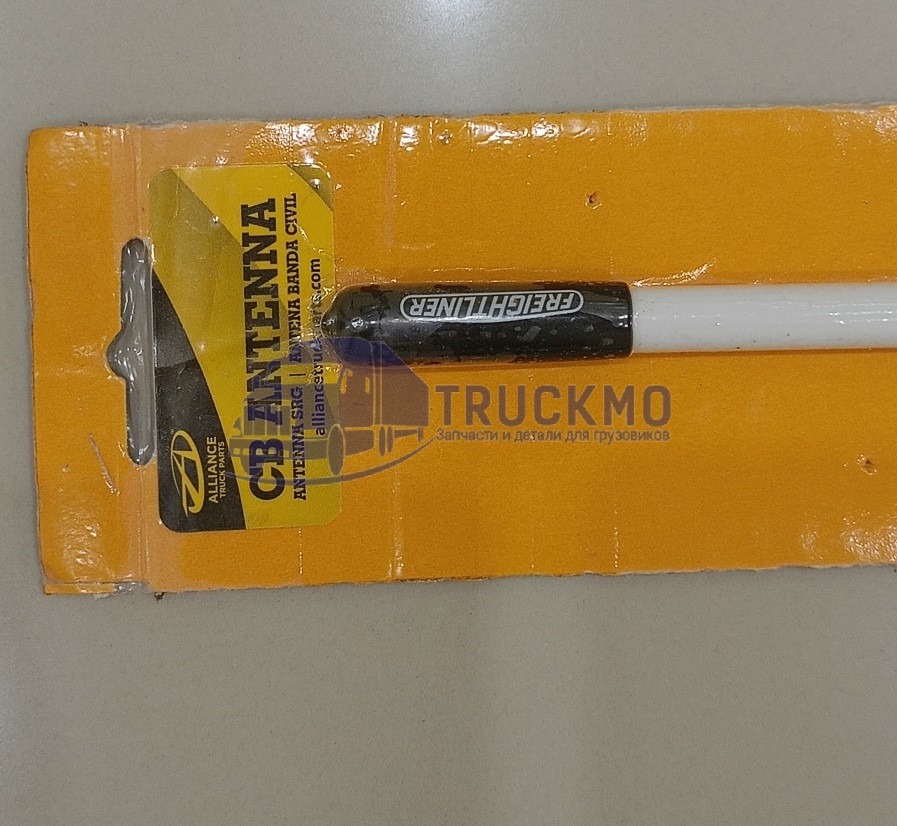 CB ANTENNA
ANTENNA SRG | ANTENA BANDA CIVIL
alliancetruckparts.com
ALLIANCE
TRUCK PARTS
FREIGHTLINER
TRUCKMO
Запчасти и детали для грузовиков